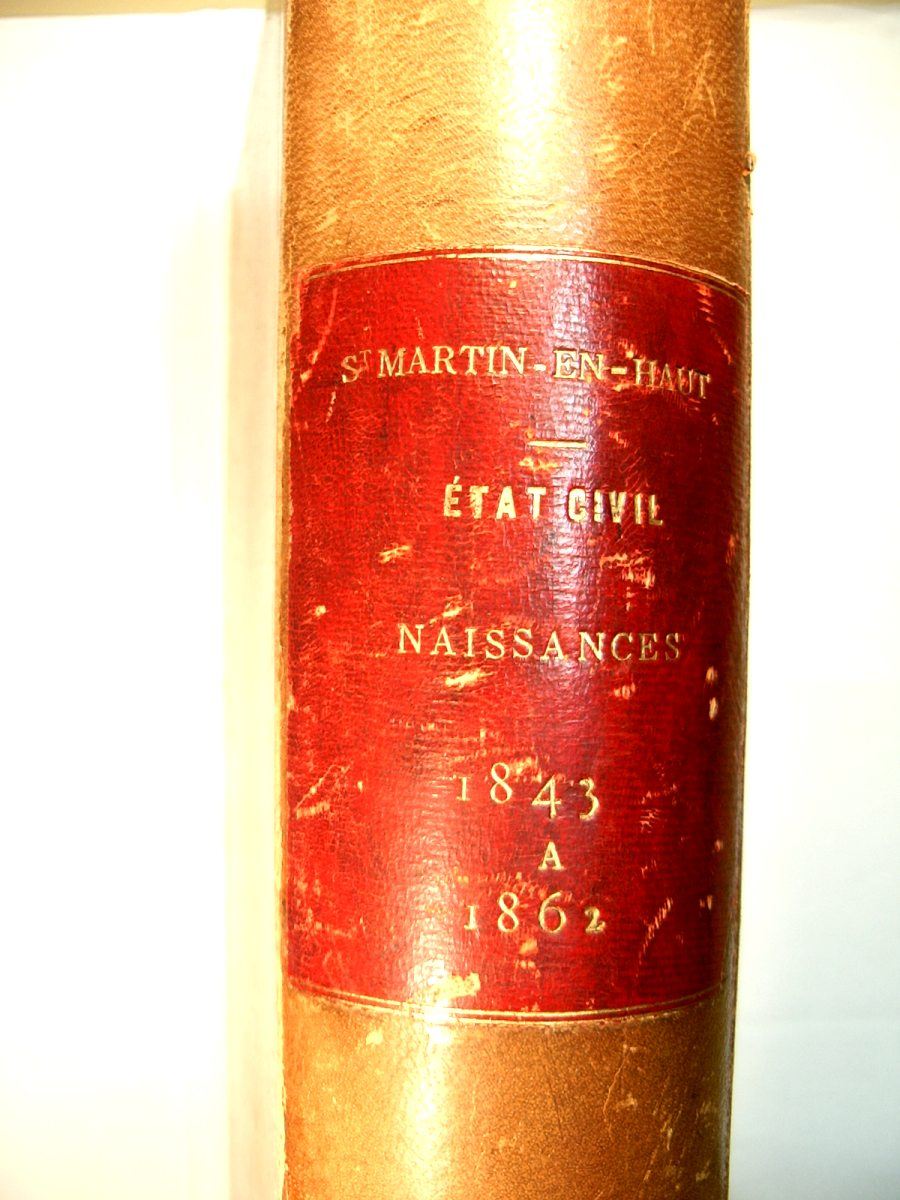 ST MARTIN-EN-HAUT
ÉTAT CIVIL
NAISSANCES
1843
A
1862